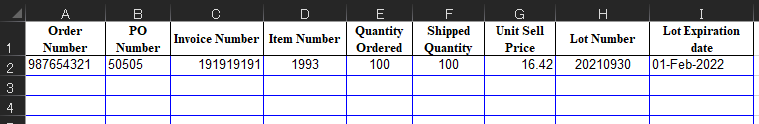 A B C D E F G H I
1 Order Number PO Number Invoice Number Item Number Quantity Ordered Shipped Quantity Unit Sell Price Lot Number Lot Expiration date
2 987654321 50505 191919191 1993 100 100 16.42 20210930 01-Feb-2022
3
4